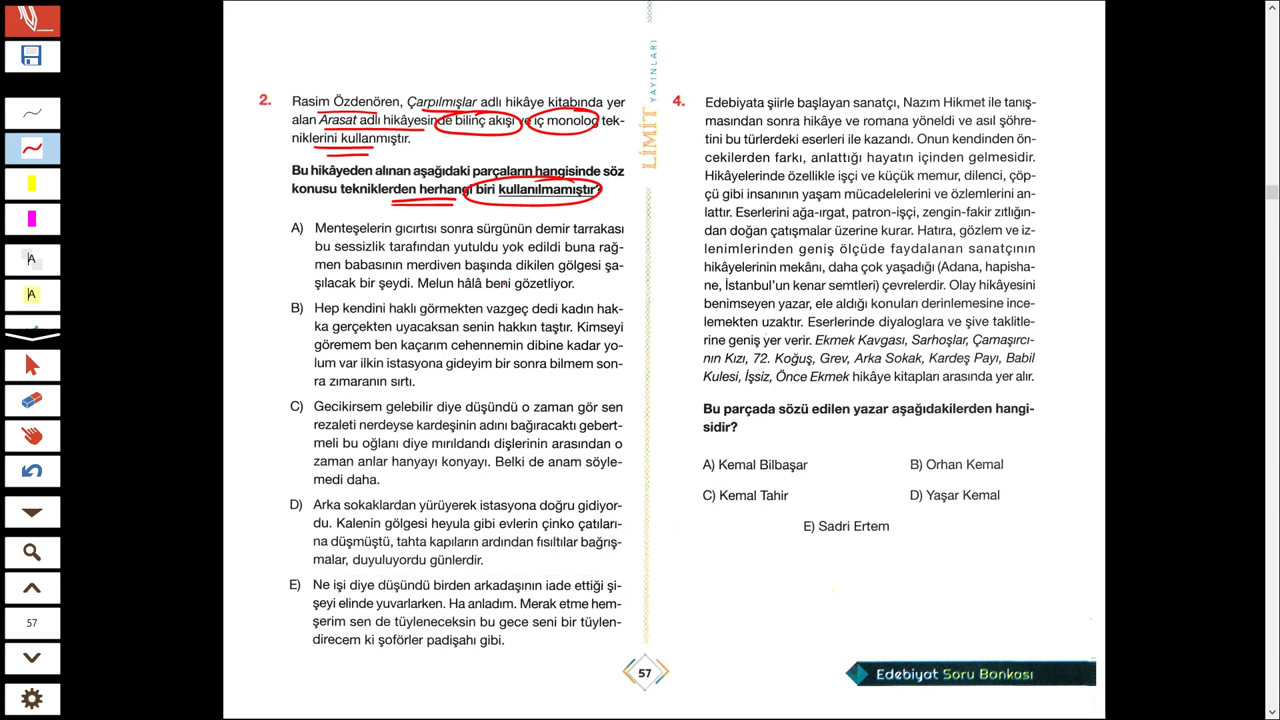 2.
Rasim Özdenören, Çarpılmışlar adlı hikâye kitabında yer
alan Arasat adlı hikâyesinde bilinç akışı ve iç monolog tek-
niklerini kullanmıştır.
Bu hikâyeden alınan aşağıdaki parçaların hangisinde söz
konusu tekniklerden herhangi biri kullanılmamıştır?
A) Menteşelerin gıcırtısı sonra sürgünün demir tarrakası
bu sessizlik tarafından yutuldu yok edildi buna rağ-
men babasının merdiven başında dikilen gölgesi şa-
şılacak bir şeydi. Melun hâlâ beni gözetliyor.
B) Hep kendini haklı görmekten vazgeç dedi kadın hak-
ka gerçekten uyacaksan senin hakkın taştır. Kimseyi
göremem ben kaçarım cehennemin dibine kadar yo-
lum var ilkin istasyona gideyim bir sonra bilmem son-
ra zımaranın sırtı.
C) Gecikirsem gelebilir diye düşündü o zaman gör sen
rezaleti nerdeyse kardeşinin adını bağıracaktı gebert-
meli bu oğlanı diye mırıldandı dişlerinin arasından o
zaman anlar hanyayı konyayı. Belki de anam söyle-
medi daha.
D) Arka sokaklardan yürüyerek istasyona doğru gidiyor-
du. Kalenin gölgesi heyula gibi evlerin çinko çatıları-
na düşmüştü, tahta kapıların ardından fısıltılar bağrış-
malar, duyuluyordu günlerdir.
E) Ne işi diye düşündü birden arkadaşının iade ettiği şi-
şeyi elinde yuvarlarken. Ha anladım. Merak etme hem-
şerim sen de tüyleneceksin bu gece seni bir tüylen-
direcem ki şoförler padişahı gibi.
LİMİT YAYINLARI
57
4.
Edebiyata şiirle başlayan sanatçı, Nazım Hikmet ile tanış-
masından sonra hikâye ve romana yöneldi ve asıl şöhre-
tini bu türlerdeki eserleri ile kazandı. Onun kendinden ön-
cekilerden farkı, anlattığı hayatın içinden gelmesidir.
Hikâyelerinde özellikle işçi ve küçük memur, dilenci, çöp-
çü gibi insanının yaşam mücadelelerini ve özlemlerini an-
lattır. Eserlerini ağa-ırgat, patron-işçi, zengin-fakir zıtlığın-
dan doğan çatışmalar üzerine kurar. Hatıra, gözlem ve iz-
lenimlerinden geniş ölçüde faydalanan sanatçının
hikâyelerinin mekânı, daha çok yaşadığı (Adana, hapisha-
ne, İstanbul'un kenar semtleri) çevrelerdir. Olay hikâyesini
benimseyen yazar, ele aldığı konuları derinlemesine ince-
lemekten uzaktır. Eserlerinde diyaloglara ve şive taklitle-
rine geniş yer verir. Ekmek Kavgası, Sarhoşlar, Çamaşırcı-
nın Kızı, 72. Koğuş, Grev, Arka Sokak, Kardeş Payı, Babil
Kulesi, İşsiz, Önce Ekmek hikâye kitapları arasında yer alır.
Bu parçada sözü edilen yazar aşağıdakilerden hangi-
sidir?
A) Kemal Bilbaşar B) Orhan Kemal
C) Kemal Tahir D) Yaşar Kemal
E) Sadri Ertem
Edebiyat Soru Bankası
A
A
57